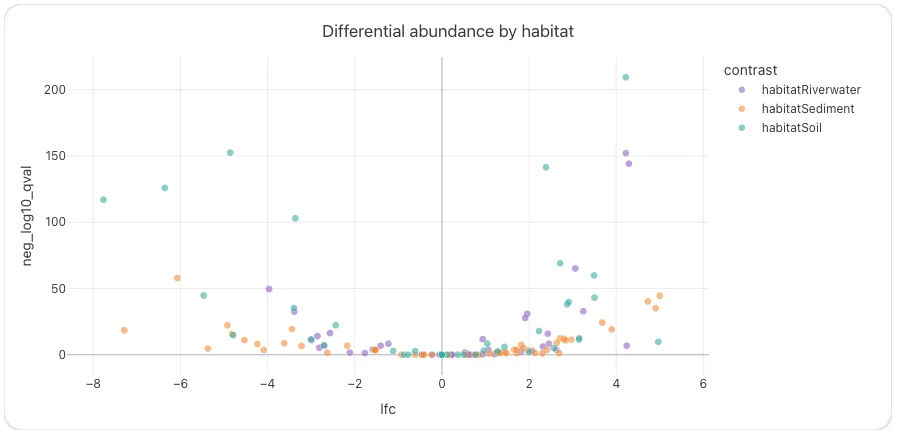 Differential abundance by habitat
contrast
habitatRiverwater
habitatSediment
habitatSoil
neg_log10_qval
200
150
100
50
0
−8
−6
−4
−2
0
2
4
6
lfc